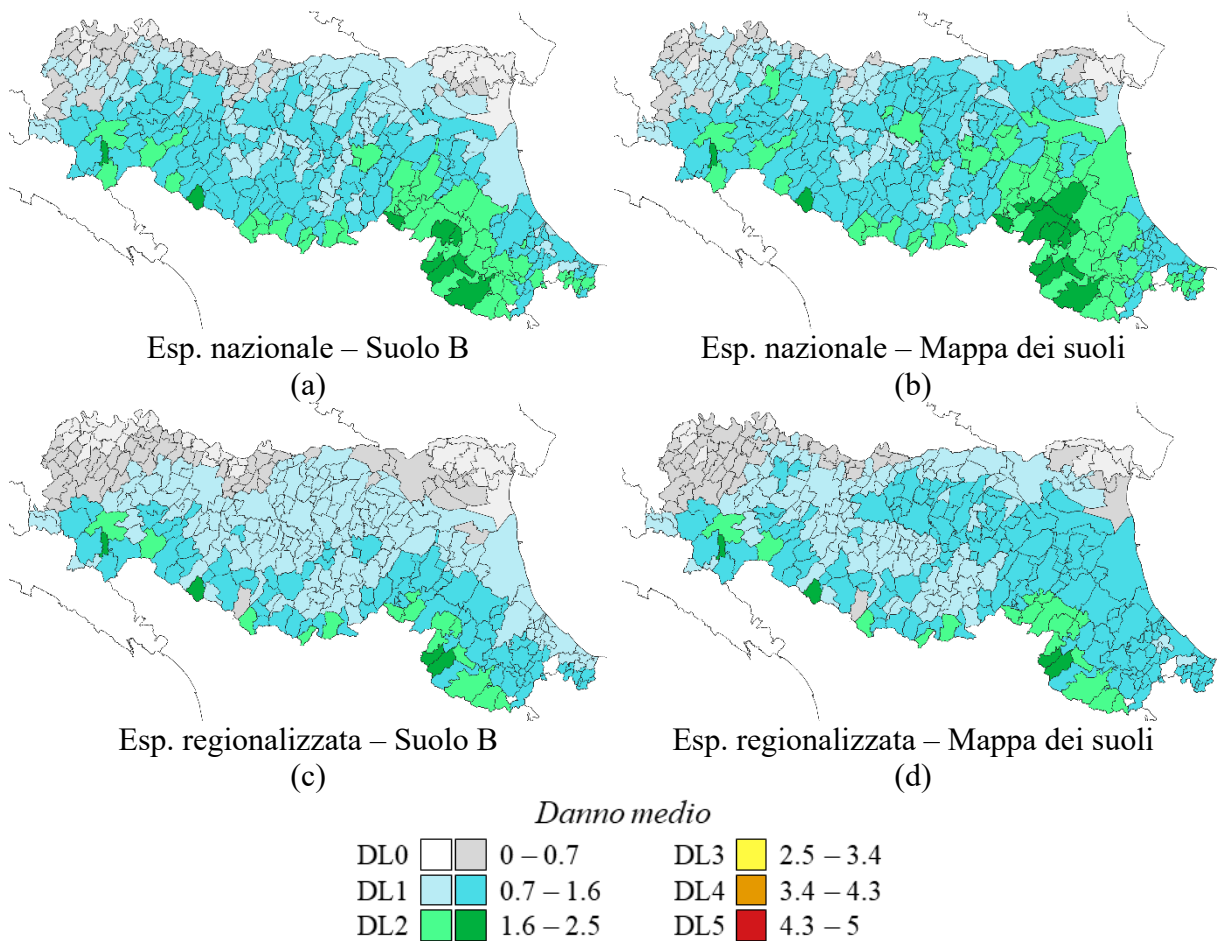 Esp. nazionale – Suolo B
(a)
Esp. nazionale – Mappa dei suoli
(b)
Esp. regionalizzata – Suolo B
(c)
Esp. regionalizzata – Mappa dei suoli
(d)
Danno medio
DL0 0 – 0.7
DL1 0.7 – 1.6
DL2 1.6 – 2.5
DL3 2.5 – 3.4
DL4 3.4 – 4.3
DL5 4.3 – 5